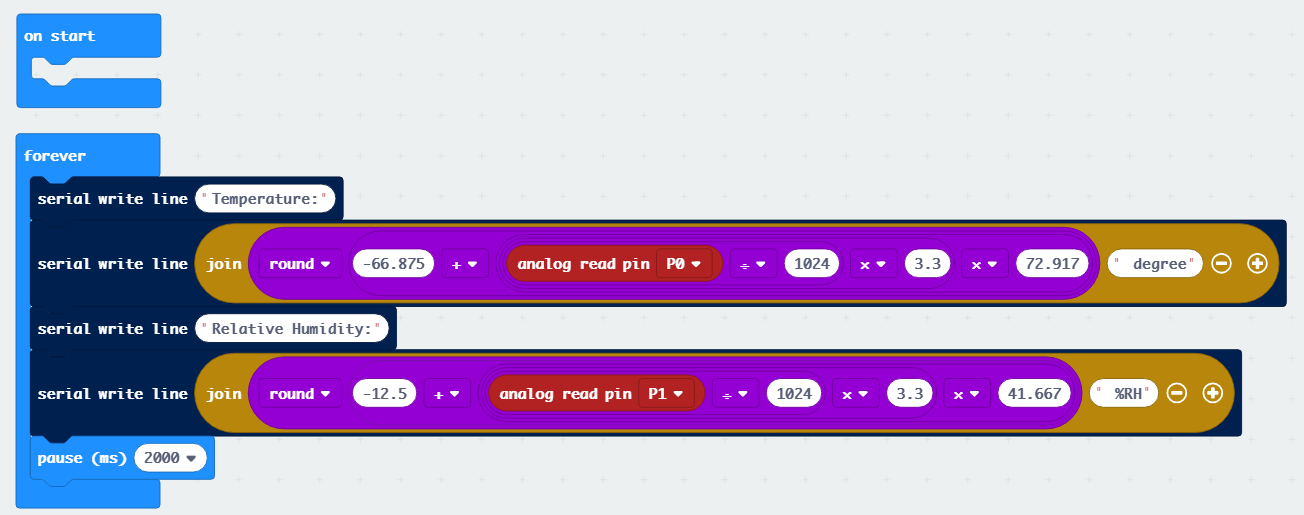 on start
forever
serial write line "Temperature:"
serial write line join round -66.875 + analog read pin P0 ÷ 1024 x 3.3 x 72.917 " degree"
serial write line "Relative Humidity:"
serial write line join round -12.5 + analog read pin P1 ÷ 1024 x 3.3 x 41.667 " %RH"
pause (ms) 2000